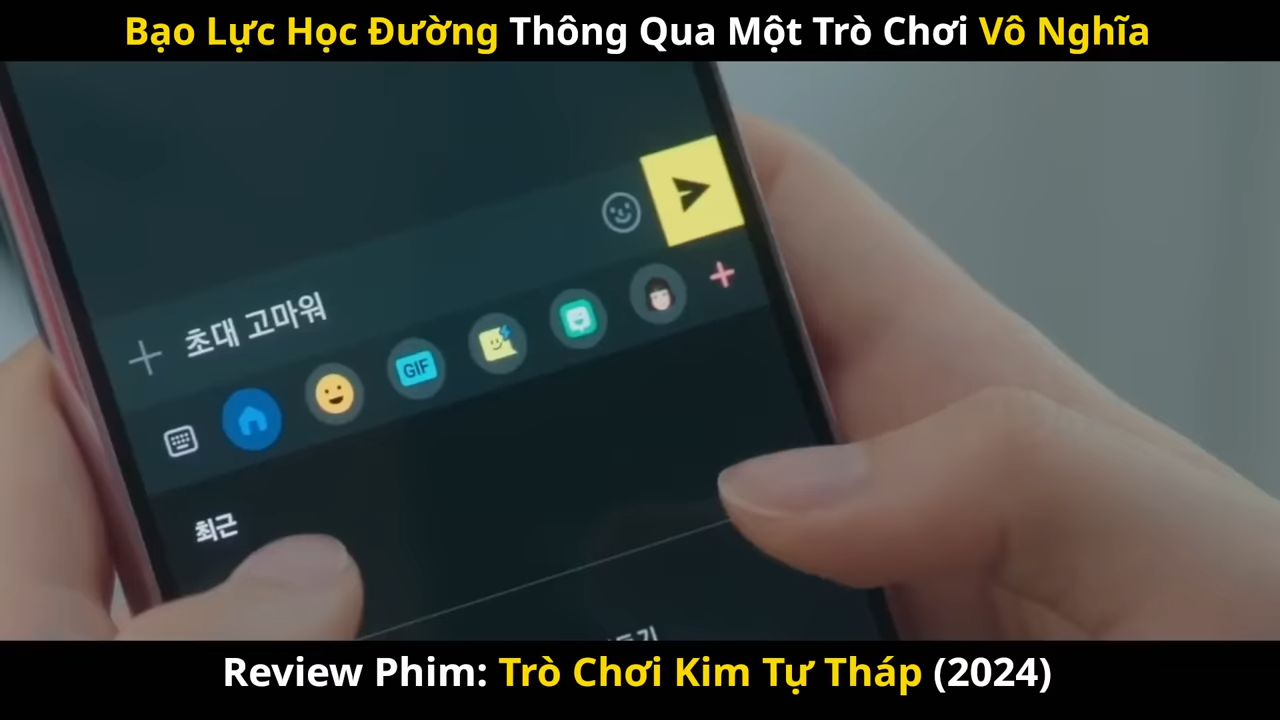 Bạo Lực Học Đường Thông Qua Một Trò Chơi Vô Nghĩa
초대 고마워
GIF
최근
Review Phim: Trò Chơi Kim Tự Tháp (2024)